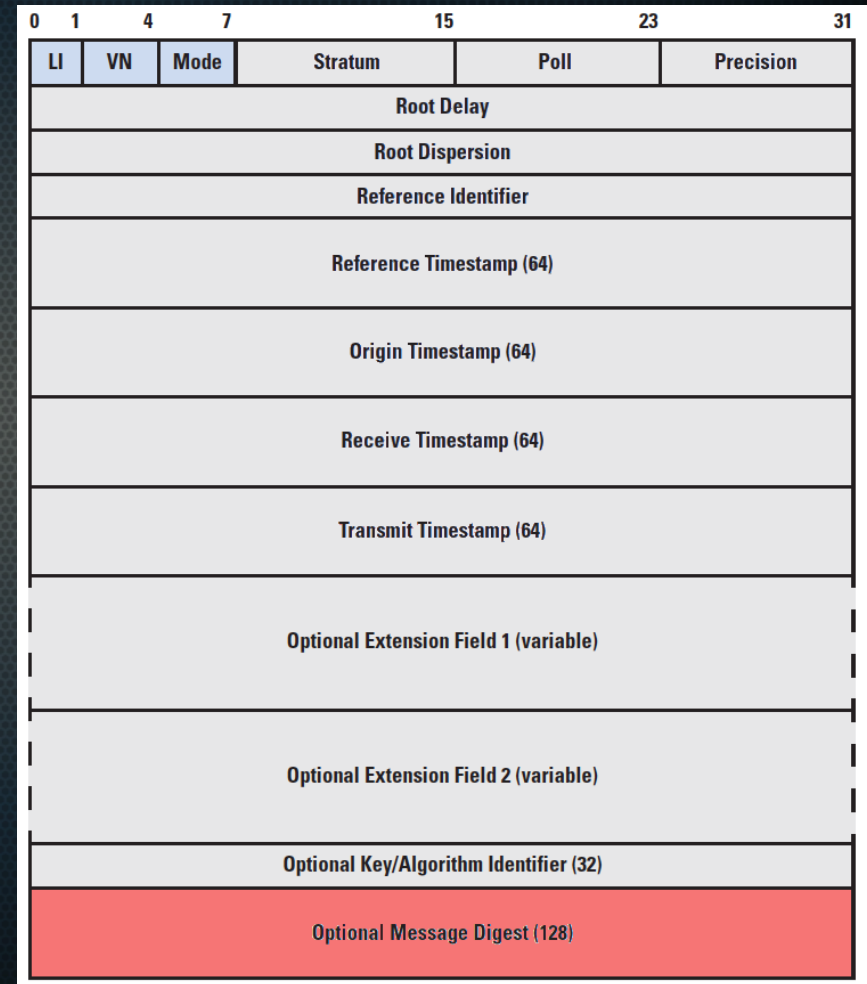 0 1 4 7 15 23 31
LI VN Mode Stratum Poll Precision
Root Delay
Root Dispersion
Reference Identifier
Reference Timestamp (64)
Origin Timestamp (64)
Receive Timestamp (64)
Transmit Timestamp (64)
Optional Extension Field 1 (variable)
Optional Extension Field 2 (variable)
Optional Key/Algorithm Identifier (32)
Optional Message Digest (128)